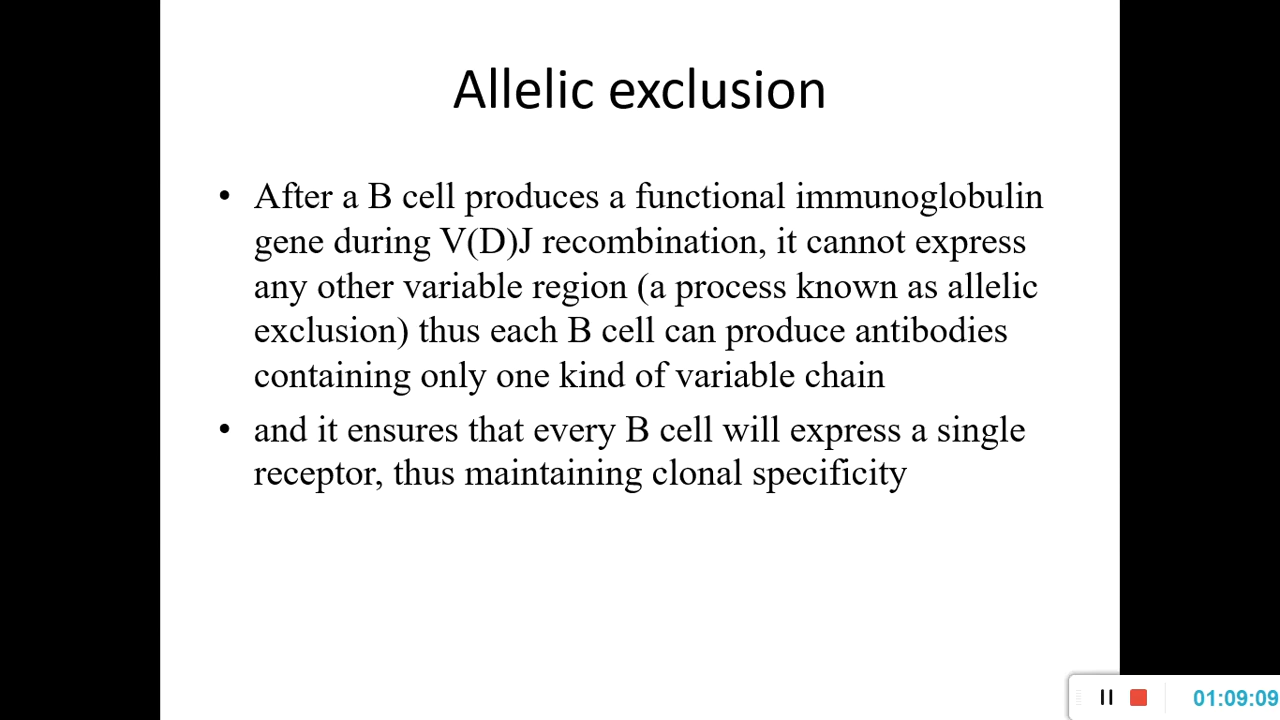 Allelic exclusion
• After a B cell produces a functional immunoglobulin
gene during V(D)J recombination, it cannot express
any other variable region (a process known as allelic
exclusion) thus each B cell can produce antibodies
containing only one kind of variable chain
• and it ensures that every B cell will express a single
receptor, thus maintaining clonal specificity
01:09:09